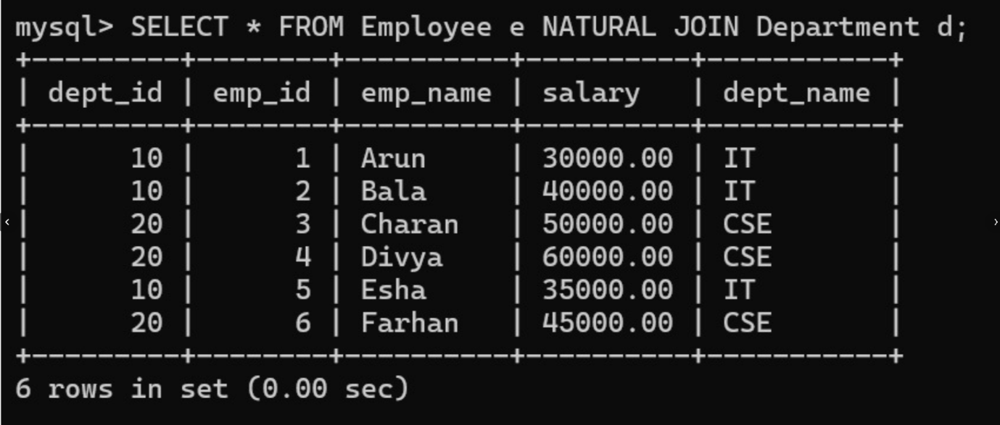 mysql> SELECT * FROM Employee e NATURAL JOIN Department d;
+---------+--------+----------+----------+-----------+
| dept_id | emp_id | emp_name | salary   | dept_name |
+---------+--------+----------+----------+-----------+
|      10 |      1 | Arun     | 30000.00 | IT        |
|      10 |      2 | Bala     | 40000.00 | IT        |
|      20 |      3 | Charan   | 50000.00 | CSE       |
|      20 |      4 | Divya    | 60000.00 | CSE       |
|      10 |      5 | Esha     | 35000.00 | IT        |
|      20 |      6 | Farhan   | 45000.00 | CSE       |
+---------+--------+----------+----------+-----------+
6 rows in set (0.00 sec)